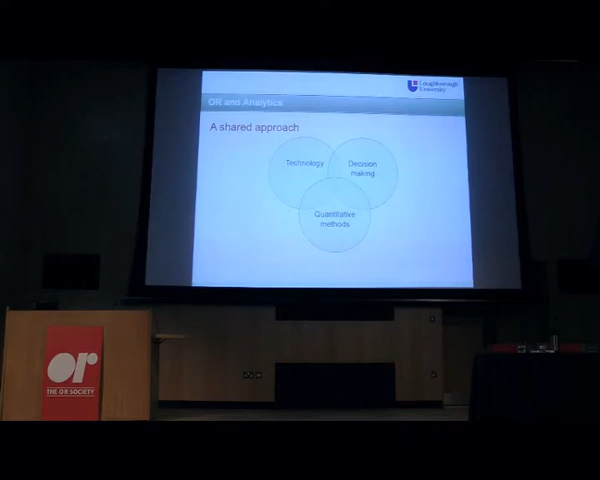 Loughborough
University
OR and Analytics
A shared approach
Technology
Decision
making
Quantitative
methods
or
THE OR SOCIETY